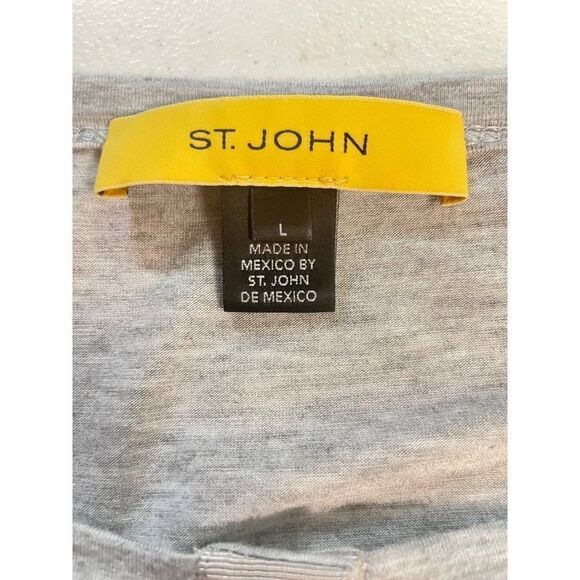 ST. JOHN
L
MADE IN
MEXICO BY
ST. JOHN
DE MEXICO